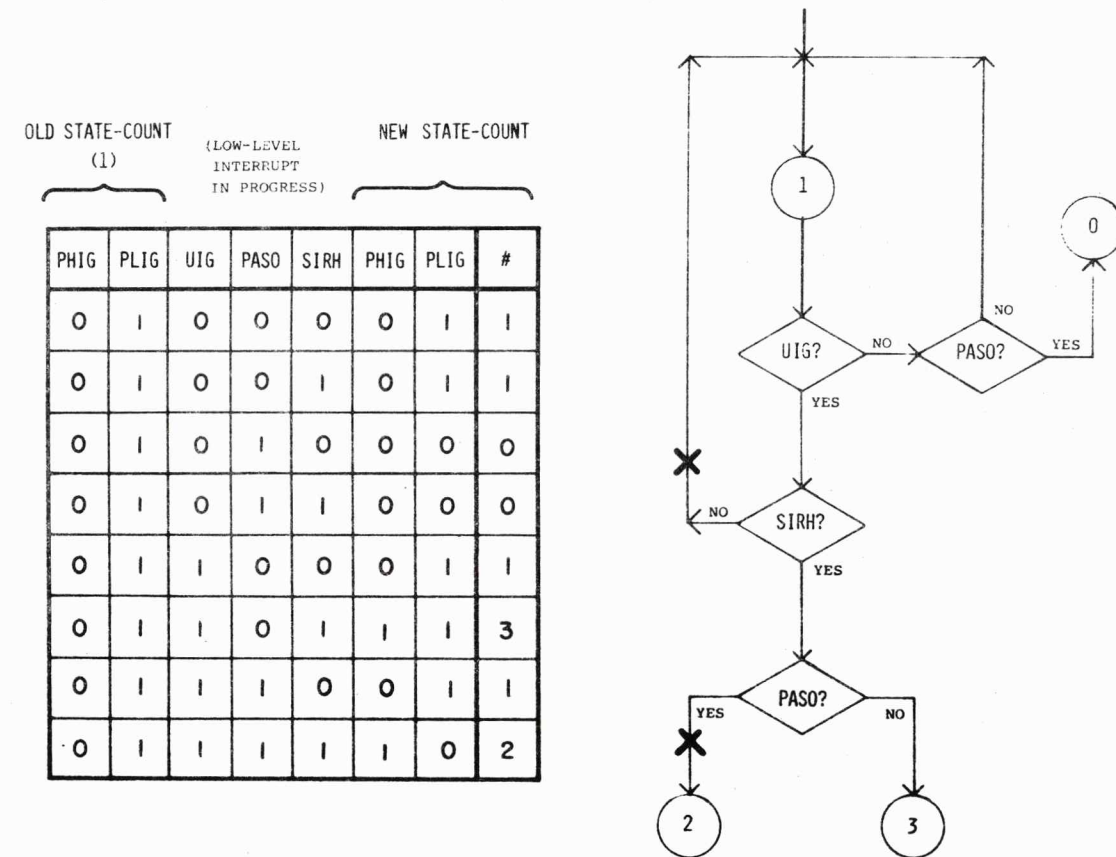 OLD STATE-COUNT
(1)
(LOW-LEVEL
INTERRUPT
IN PROGRESS)
NEW STATE-COUNT
PHIG PLIG UIG PASO SIRH PHIG PLIG #
0 1 0 0 0 0 1 1
0 1 0 0 1 0 1 1
0 1 0 1 0 0 0 0
0 1 0 1 1 0 0 0
0 1 1 0 0 0 1 1
0 1 1 0 1 1 1 3
0 1 1 1 0 0 1 1
0 1 1 1 1 1 0 2
1
0
UIG?
NO
PASO?
NO
YES
YES
SIRH?
NO
YES
PASO?
YES
NO
2
3